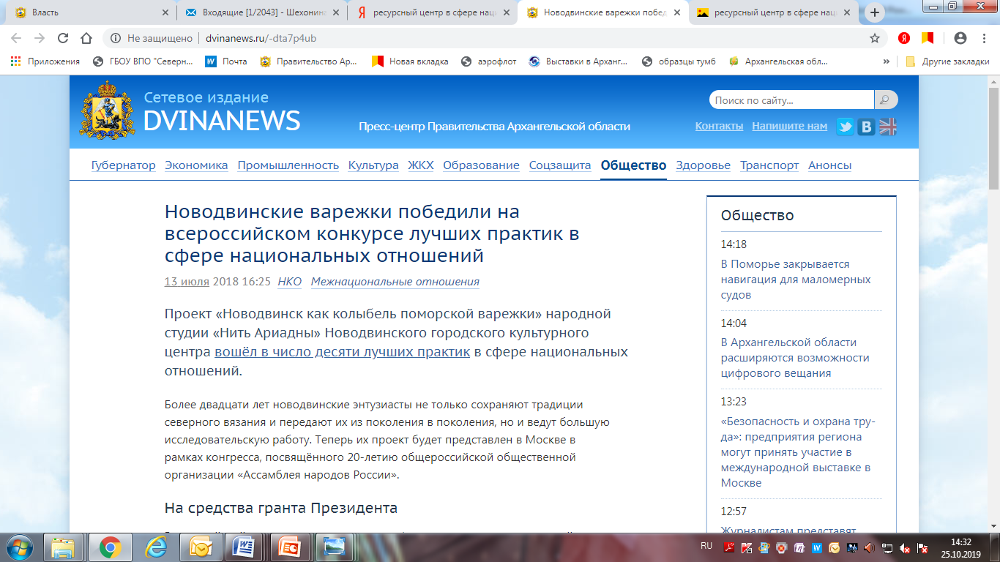 Власть
Входящие [1/2043] - Шехонина
ресурсный центр в сфере наци
Новодвинские варежки побед
ресурсный центр в сфере наци
Не защищено | dvinanews.ru/-dta7p4ub
Приложения ГБОУ ВПО "Северн... Почта Правительство Ар... Новая вкладка аэрофлот Выставки в Арханг... образцы тумб Архангельская обл... » Другие закладки
Сетевое издание
DVINANEWS
Пресс-центр Правительства Архангельской области
Поиск по сайту...
Контакты Напишите нам
Губернатор Экономика Промышленность Культура ЖКХ Образование Соцзащита Общество Здоровье Транспорт Анонсы
Новодвинские варежки победили на
всероссийском конкурсе лучших практик в
сфере национальных отношений
13 июля 2018 16:25 НКО Межнациональные отношения
Проект «Новодвинск как колыбель поморской варежки» народной
студии «Нить Ариадны» Новодвинского городского культурного
центра вошёл в число десяти лучших практик в сфере национальных
отношений.
Более двадцати лет новодвинские энтузиасты не только сохраняют традиции
северного вязания и передают их из поколения в поколения, но и ведут большую
исследовательскую работу. Теперь их проект будет представлен в Москве в
рамках конгресса, посвящённого 20-летию общероссийской общественной
организации «Ассамблея народов России».
На средства гранта Президента
Общество
14:18
В Поморье закрывается
навигация для маломерных
судов
14:04
В Архангельской области
расширяются возможности
цифрового вещания
13:23
«Безопасность и охрана тру-
да»: предприятия региона
могут принять участие в
международной выставке в
Москве
12:57
Журналистам представят
RU
14:32
25.10.2019